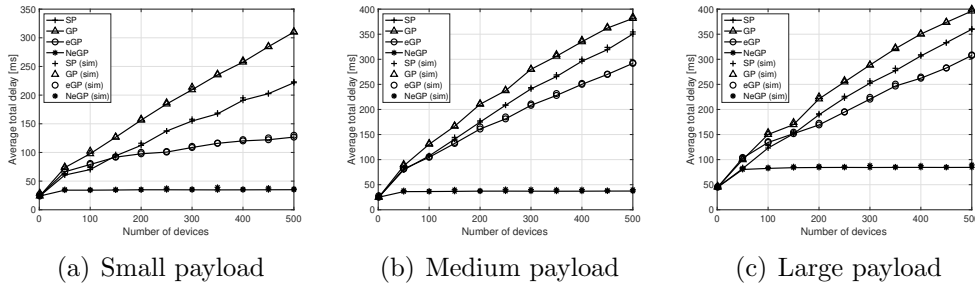 350
300
250
200
150
100
50
0
Average total delay [ms]
SP
GP
eGP
NeGP
SP (sim)
GP (sim)
eGP (sim)
NeGP (sim)
0 100 200 300 400 500
Number of devices
(a) Small payload
400
350
300
250
200
150
100
50
0
Average total delay [ms]
SP
GP
eGP
NeGP
SP (sim)
GP (sim)
eGP (sim)
NeGP (sim)
0 100 200 300 400 500
Number of devices
(b) Medium payload
400
350
300
250
200
150
100
50
0
Average total delay [ms]
SP
GP
eGP
NeGP
SP (sim)
GP (sim)
eGP (sim)
NeGP (sim)
0 100 200 300 400 500
Number of devices
(c) Large payload